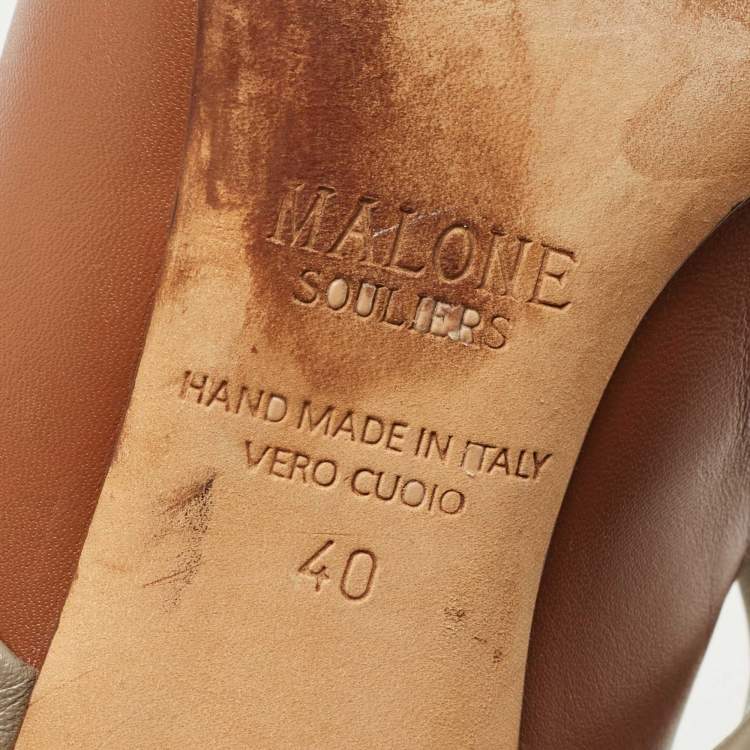 MALONE
SOULIERS
HAND MADE IN ITALY
VERO CUOIO
40